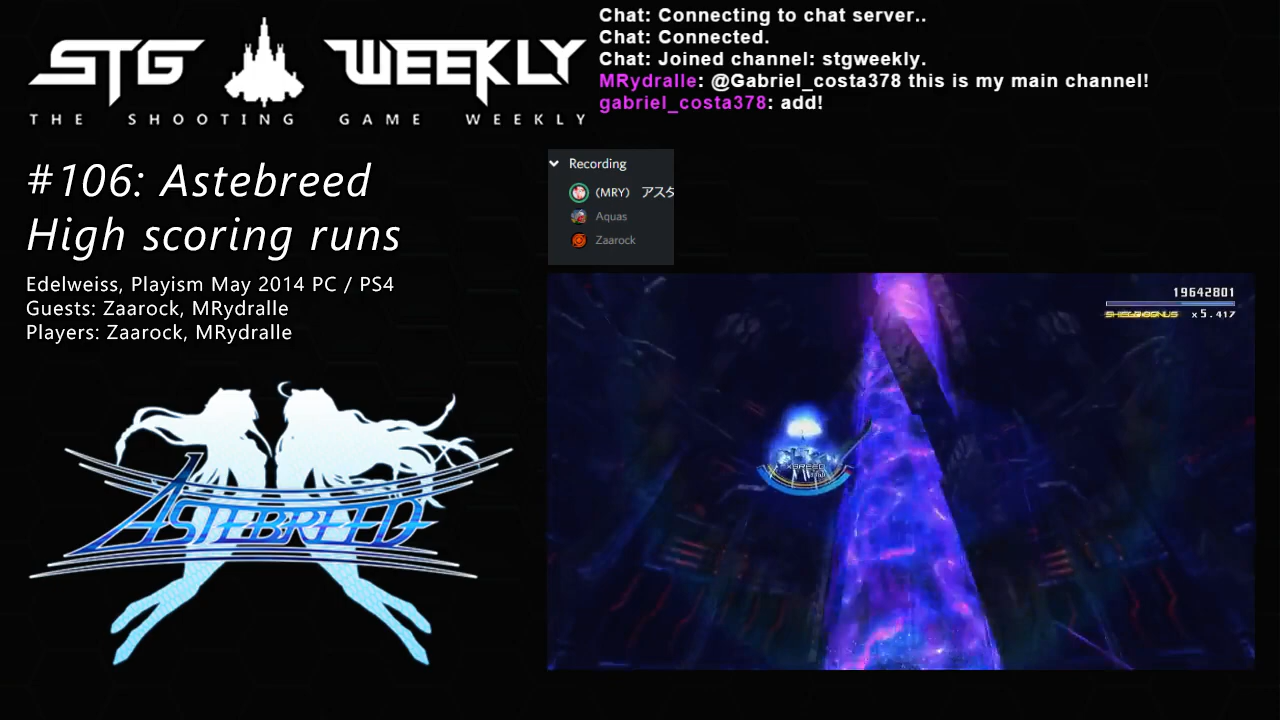 STG WEEKLY
THE SHOOTING GAME WEEKLY
Chat: Connecting to chat server..
Chat: Connected.
Chat: Joined channel: stgweekly.
MRydralle: @Gabriel_costa378 this is my main channel!
gabriel_costa378: add!
#106: Astebreed
High scoring runs
Edelweiss, Playism May 2014 PC / PS4
Guests: Zaarock, MRydralle
Players: Zaarock, MRydralle
Recording
(MRY) アスタ
Aquas
Zaarock
ASTEBREED
19642801
x5.417
XBREED